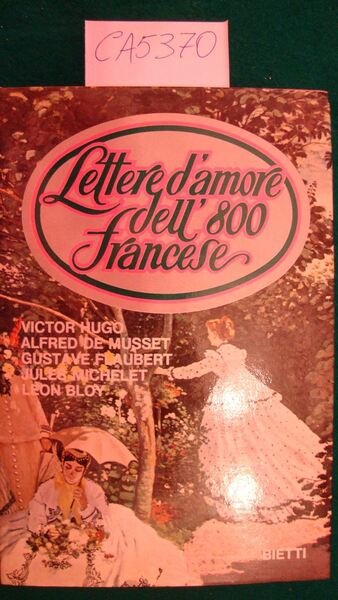 CA5370
Lettere d'amore
dell' 800
francese
VICTOR HUGO
ALFRED DE MUSSET
GUSTAVE FLAUBERT
JULES MICHELET
LEON BLOY
BIETTI